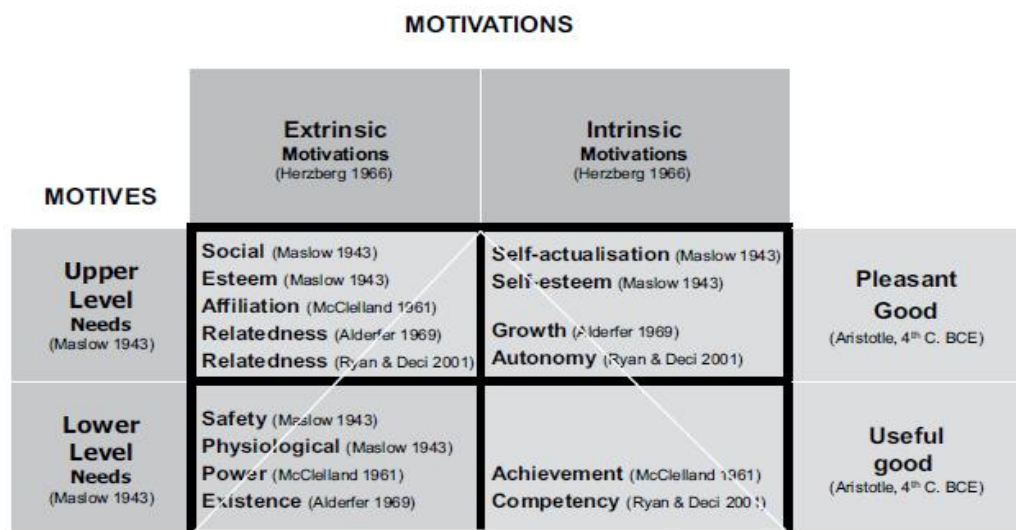 MOTIVATIONS
Extrinsic
Motivations
(Herzberg 1966)
Intrinsic
Motivations
(Herzberg 1966)
MOTIVES
Upper
Level
Needs
(Maslow 1943)
Social (Maslow 1943)
Esteem (Maslow 1943)
Affiliation (McClelland 1961)
Relatedness (Alderfer 1969)
Relatedness (Ryan & Deci 2001)
Self-actualisation (Maslow 1943)
Self-esteem (Maslow 1943)
Growth (Alderfer 1969)
Autonomy (Ryan & Deci 2001)
Pleasant
Good
(Aristotle, 4th C. BCE)
Lower
Level
Needs
(Maslow 1943)
Safety (Maslow 1943)
Physiological (Maslow 1943)
Power (McClelland 1961)
Existence (Alderfer 1969)
Achievement (McClelland 1961)
Competency (Ryan & Deci 2001)
Useful
good
(Aristotle, 4th C. BCE)